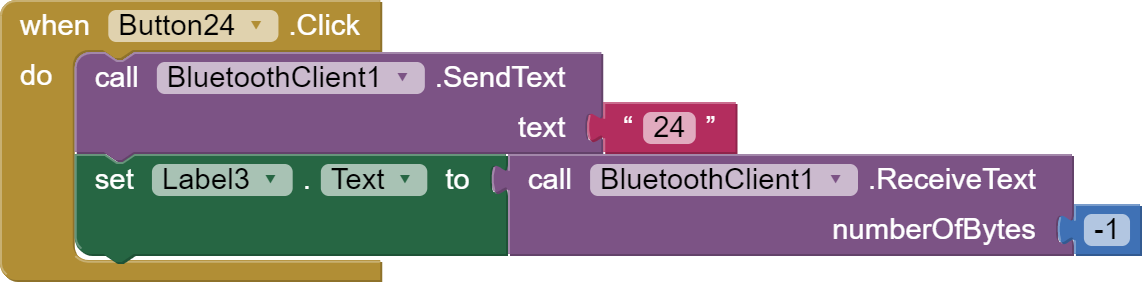 when Button24 .Click
do call BluetoothClient1 .SendText
text “ 24 ”
set Label3 . Text to call BluetoothClient1 .ReceiveText
numberOfBytes -1